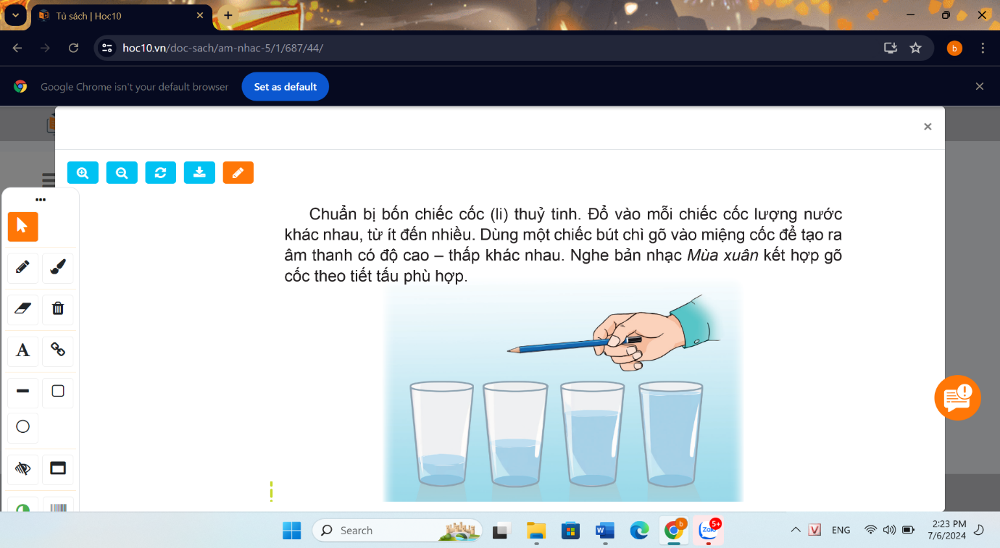 Tủ sách | Hoc10
hoc10.vn/doc-sach/am-nhac-5/1/687/44/
b
Google Chrome isn't your default browser
Set as default
Chuẩn bị bốn chiếc cốc (li) thuỷ tinh. Đổ vào mỗi chiếc cốc lượng nước
khác nhau, từ ít đến nhiều. Dùng một chiếc bút chì gõ vào miệng cốc để tạo ra
âm thanh có độ cao – thấp khác nhau. Nghe bản nhạc Mùa xuân kết hợp gõ
cốc theo tiết tấu phù hợp.
A
Search
W
b
Zalo
5+
V
ENG
2:23 PM
7/6/2024